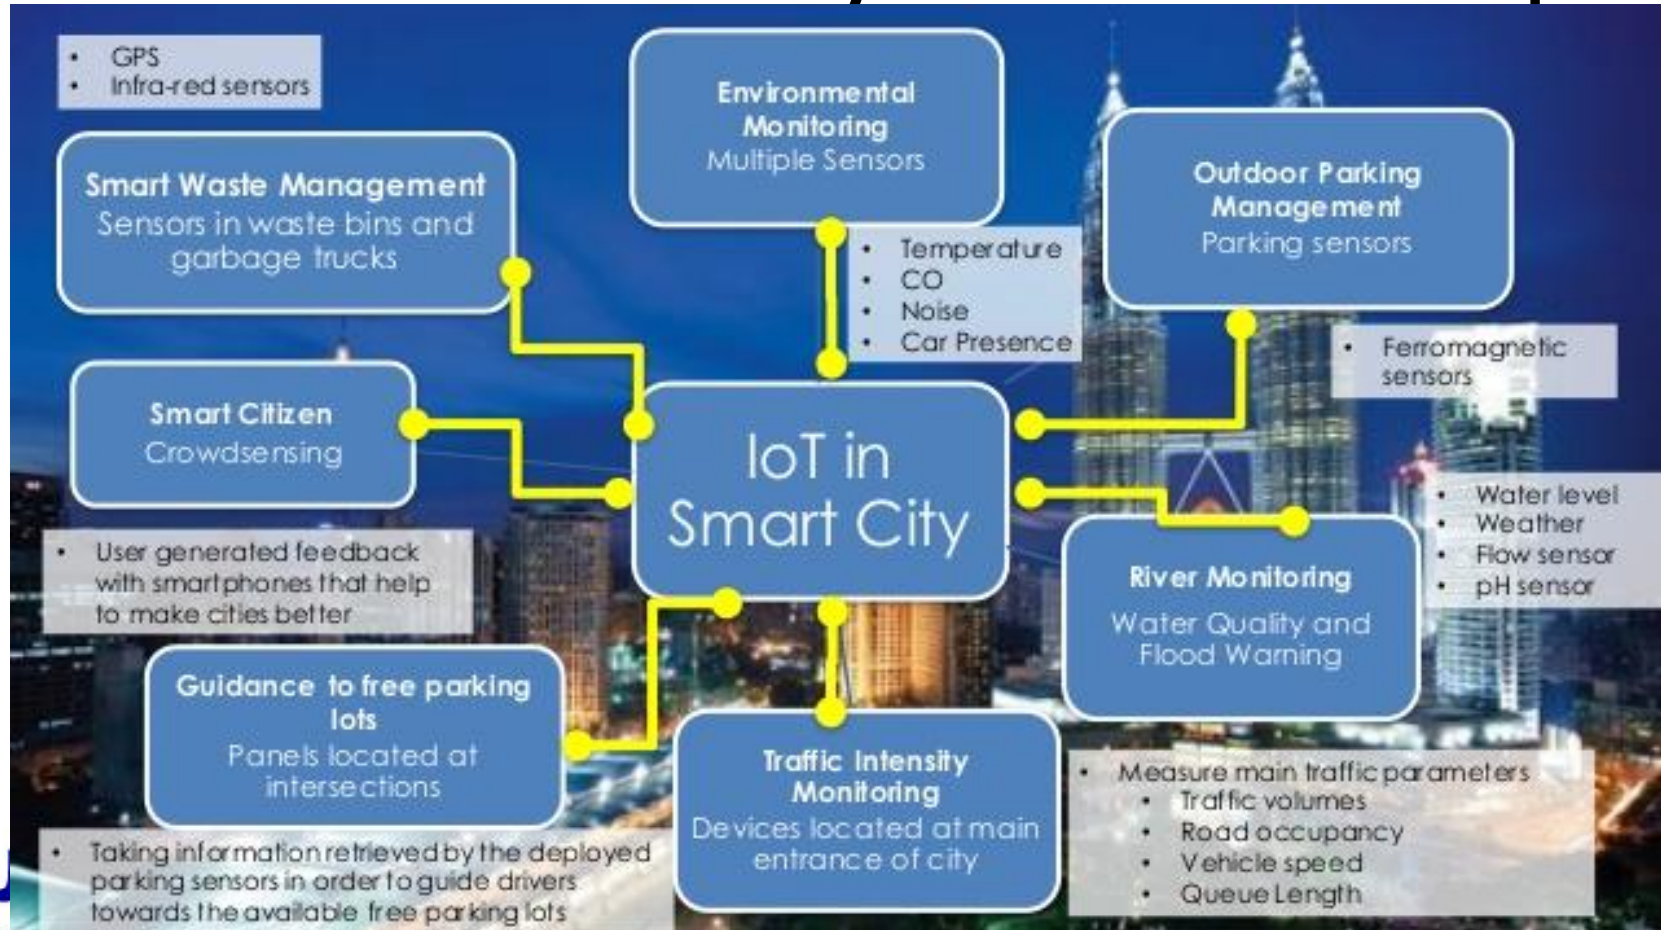 • GPS
• Infra-red sensors
Smart Waste Management
Sensors in waste bins and
garbage trucks
Environmental
Monitoring
Multiple Sensors
• Temperature
• CO
• Noise
• Car Presence
Outdoor Parking
Management
Parking sensors
• Ferromagnetic
sensors
Smart Citizen
Crowdsensing
• User generated feedback
with smartphones that help
to make cities better
IoT in
Smart City
• Water level
• Weather
• Flow sensor
• pH sensor
River Monitoring
Water Quality and
Flood Warning
Guidance to free parking
lots
Panels located at
intersections
• Taking information retrieved by the deployed
parking sensors in order to guide drivers
towards the available free parking lots
Traffic Intensity
Monitoring
Devices located at main
entrance of city
• Measure main traffic parameters
• Traffic volumes
• Road occupancy
• Vehicle speed
• Queue Length